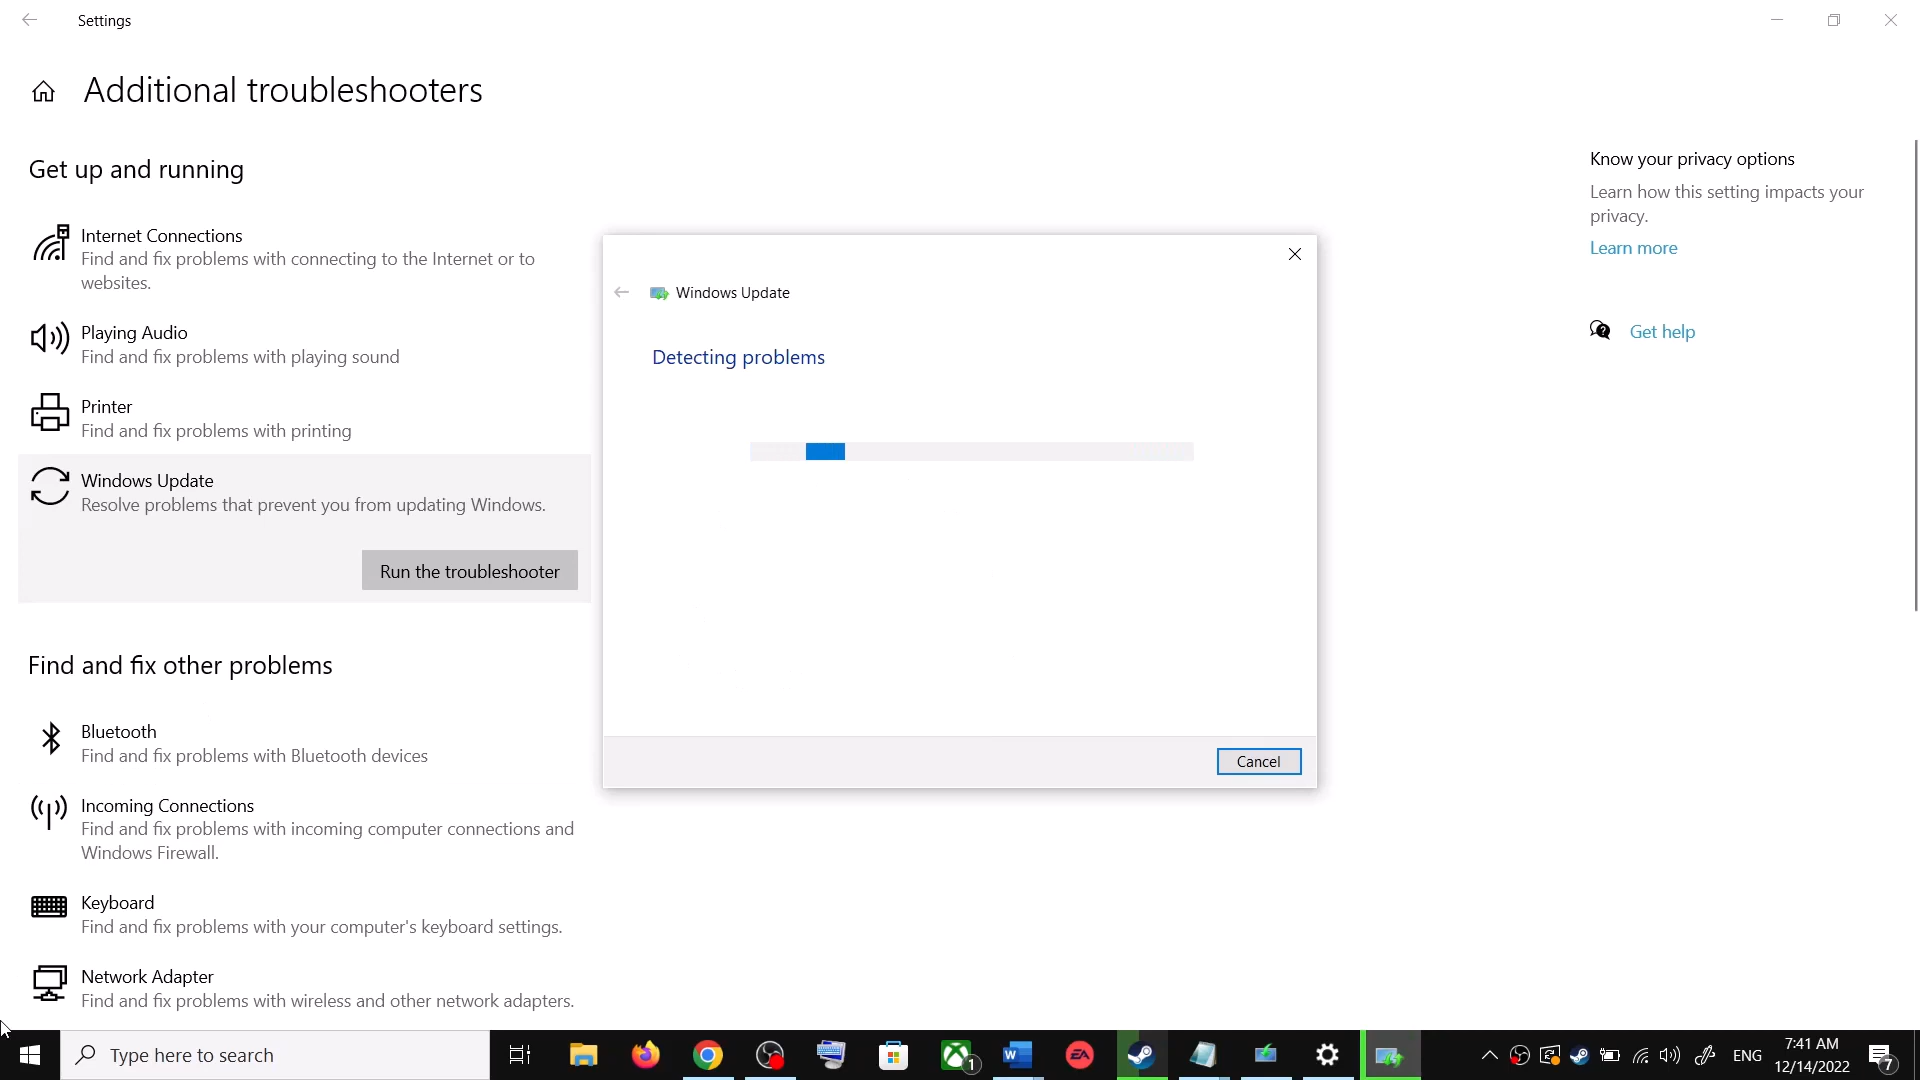 Settings
Additional troubleshooters
Get up and running
Internet Connections
Find and fix problems with connecting to the Internet or to
websites.
Playing Audio
Find and fix problems with playing sound
Printer
Find and fix problems with printing
Windows Update
Resolve problems that prevent you from updating Windows.
Run the troubleshooter
Find and fix other problems
Bluetooth
Find and fix problems with Bluetooth devices
Incoming Connections
Find and fix problems with incoming computer connections and
Windows Firewall.
Keyboard
Find and fix problems with your computer's keyboard settings.
Network Adapter
Find and fix problems with wireless and other network adapters.
Windows Update
Detecting problems
Cancel
Know your privacy options
Learn how this setting impacts your
privacy.
Learn more
Get help
Type here to search
1
W
EA
ENG
7:41 AM
12/14/2022
7